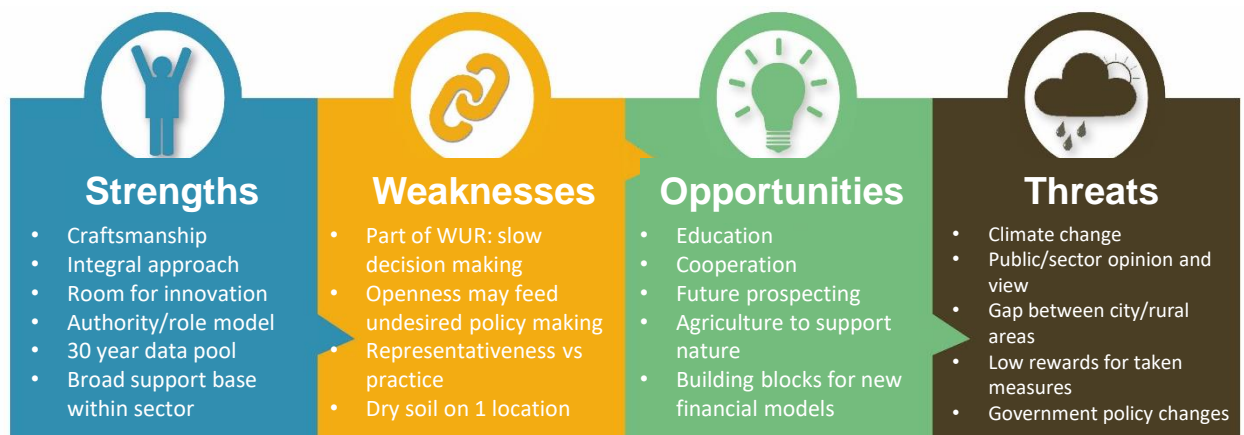 Strengths
• Craftsmanship
• Integral approach
• Room for innovation
• Authority/role model
• 30 year data pool
• Broad support base
within sector
Weaknesses
• Part of WUR: slow
decision making
• Openness may feed
undesired policy making
• Representativeness vs
practice
• Dry soil on 1 location
Opportunities
• Education
• Cooperation
• Future prospecting
• Agriculture to support
nature
• Building blocks for new
financial models
Threats
• Climate change
• Public/sector opinion and
view
• Gap between city/rural
areas
• Low rewards for taken
measures
• Government policy changes